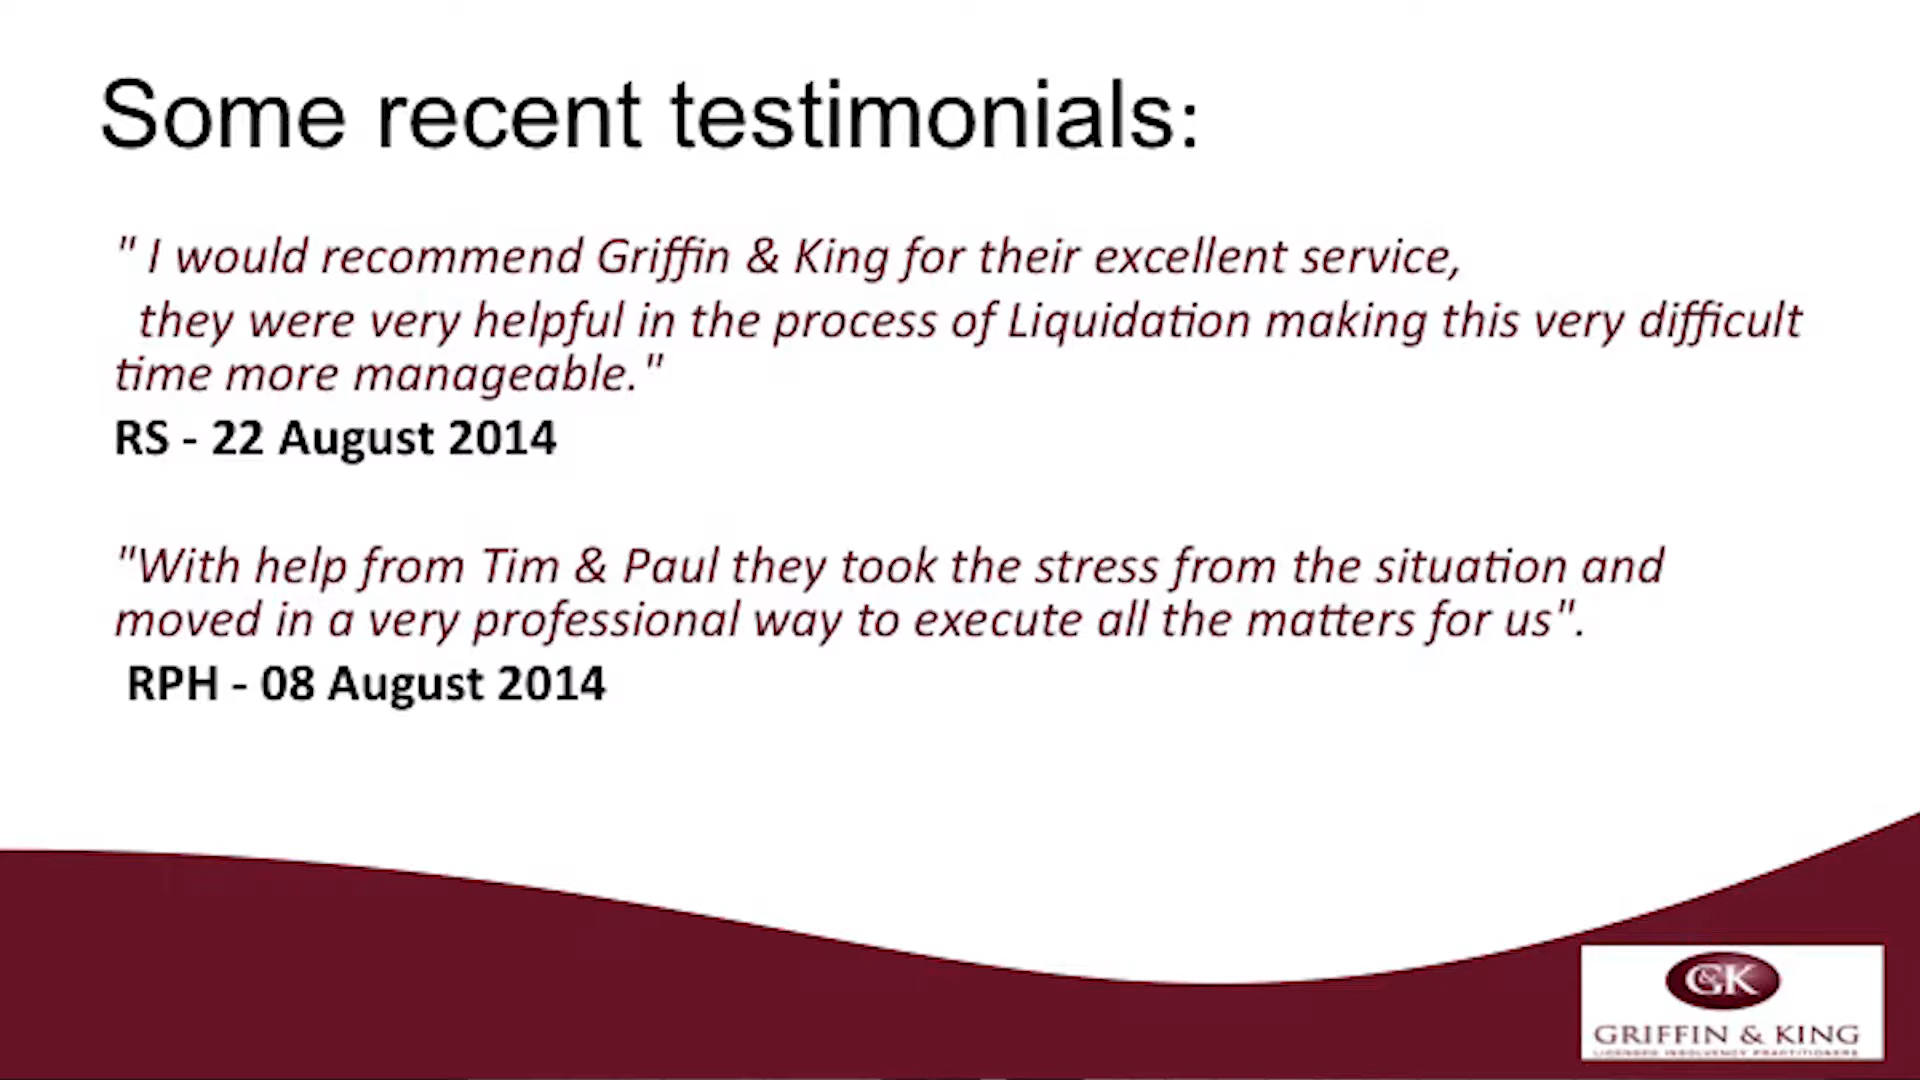 Some recent testimonials:
" I would recommend Griffin & King for their excellent service,
they were very helpful in the process of Liquidation making this very difficult
time more manageable."
RS - 22 August 2014
"With help from Tim & Paul they took the stress from the situation and
moved in a very professional way to execute all the matters for us".
RPH - 08 August 2014
G&K
GRIFFIN & KING
LICENSED INSOLVENCY PRACTITIONERS